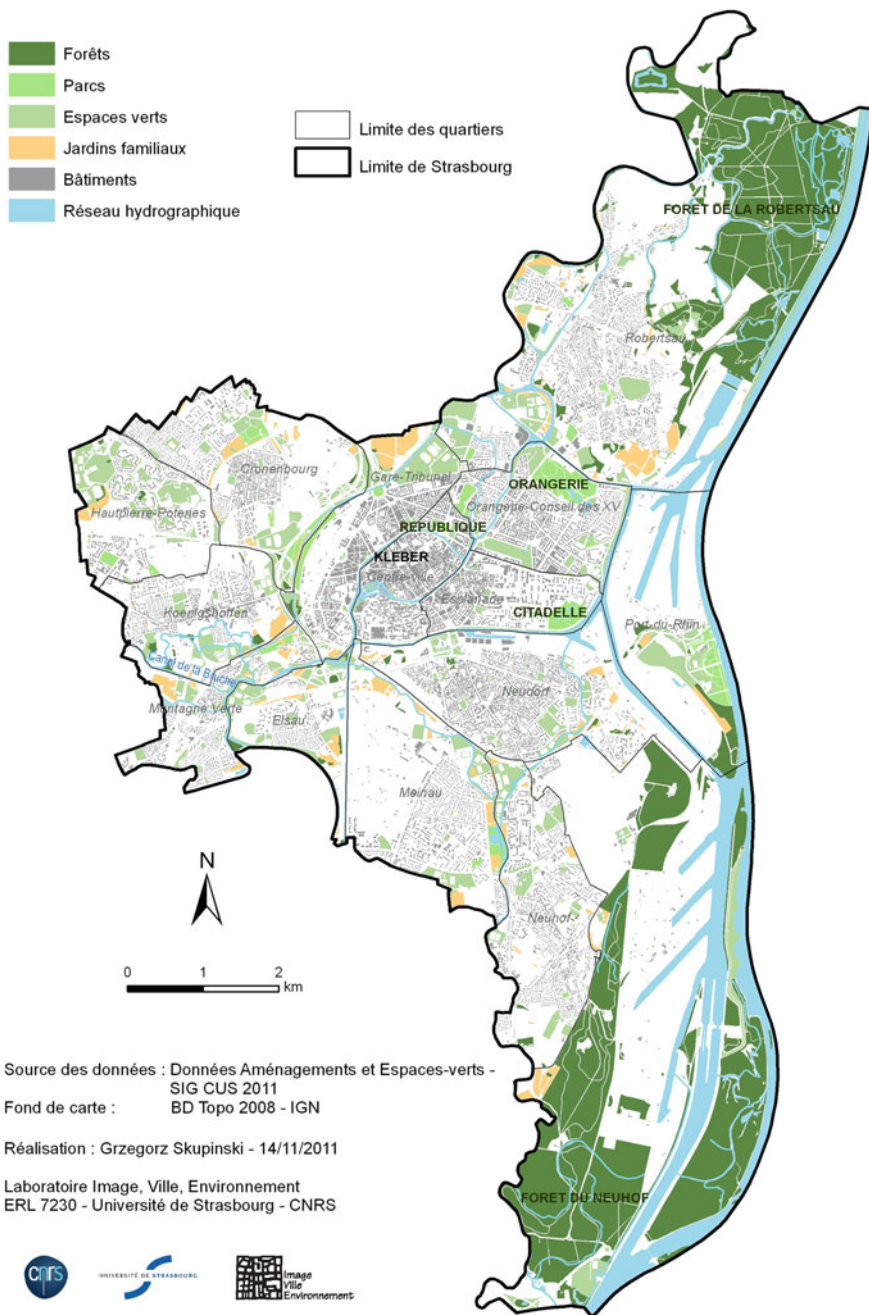 Forêts
Parcs
Espaces verts
Jardins familiaux
Bâtiments
Réseau hydrographique
Limite des quartiers
Limite de Strasbourg
FORET DE LA ROBERTSAU
Robertsau
Cronenbourg
Gare-Tribunal
ORANGERIE
Hautpierre-Poteries
Orangerie-Conseil des XV
REPUBLIQUE
KLEBER
Centre-ville
Esplanade
Koenigshoffen
CITADELLE
Port-du-Rhin
Canal de la Bruche
Neudorf
Montagne Verte
Elsau
Meinau
N
Neuhof
0 1 2
km
Source des données : Données Aménagements et Espaces-verts -
SIG CUS 2011
Fond de carte : BD Topo 2008 - IGN
Réalisation : Grzegorz Skupinski - 14/11/2011
Laboratoire Image, Ville, Environnement
ERL 7230 - Université de Strasbourg - CNRS
FORET DU NEUHOF
cnrs
UNIVERSITÉ DE STRASBOURG
Image
Ville
Environnement